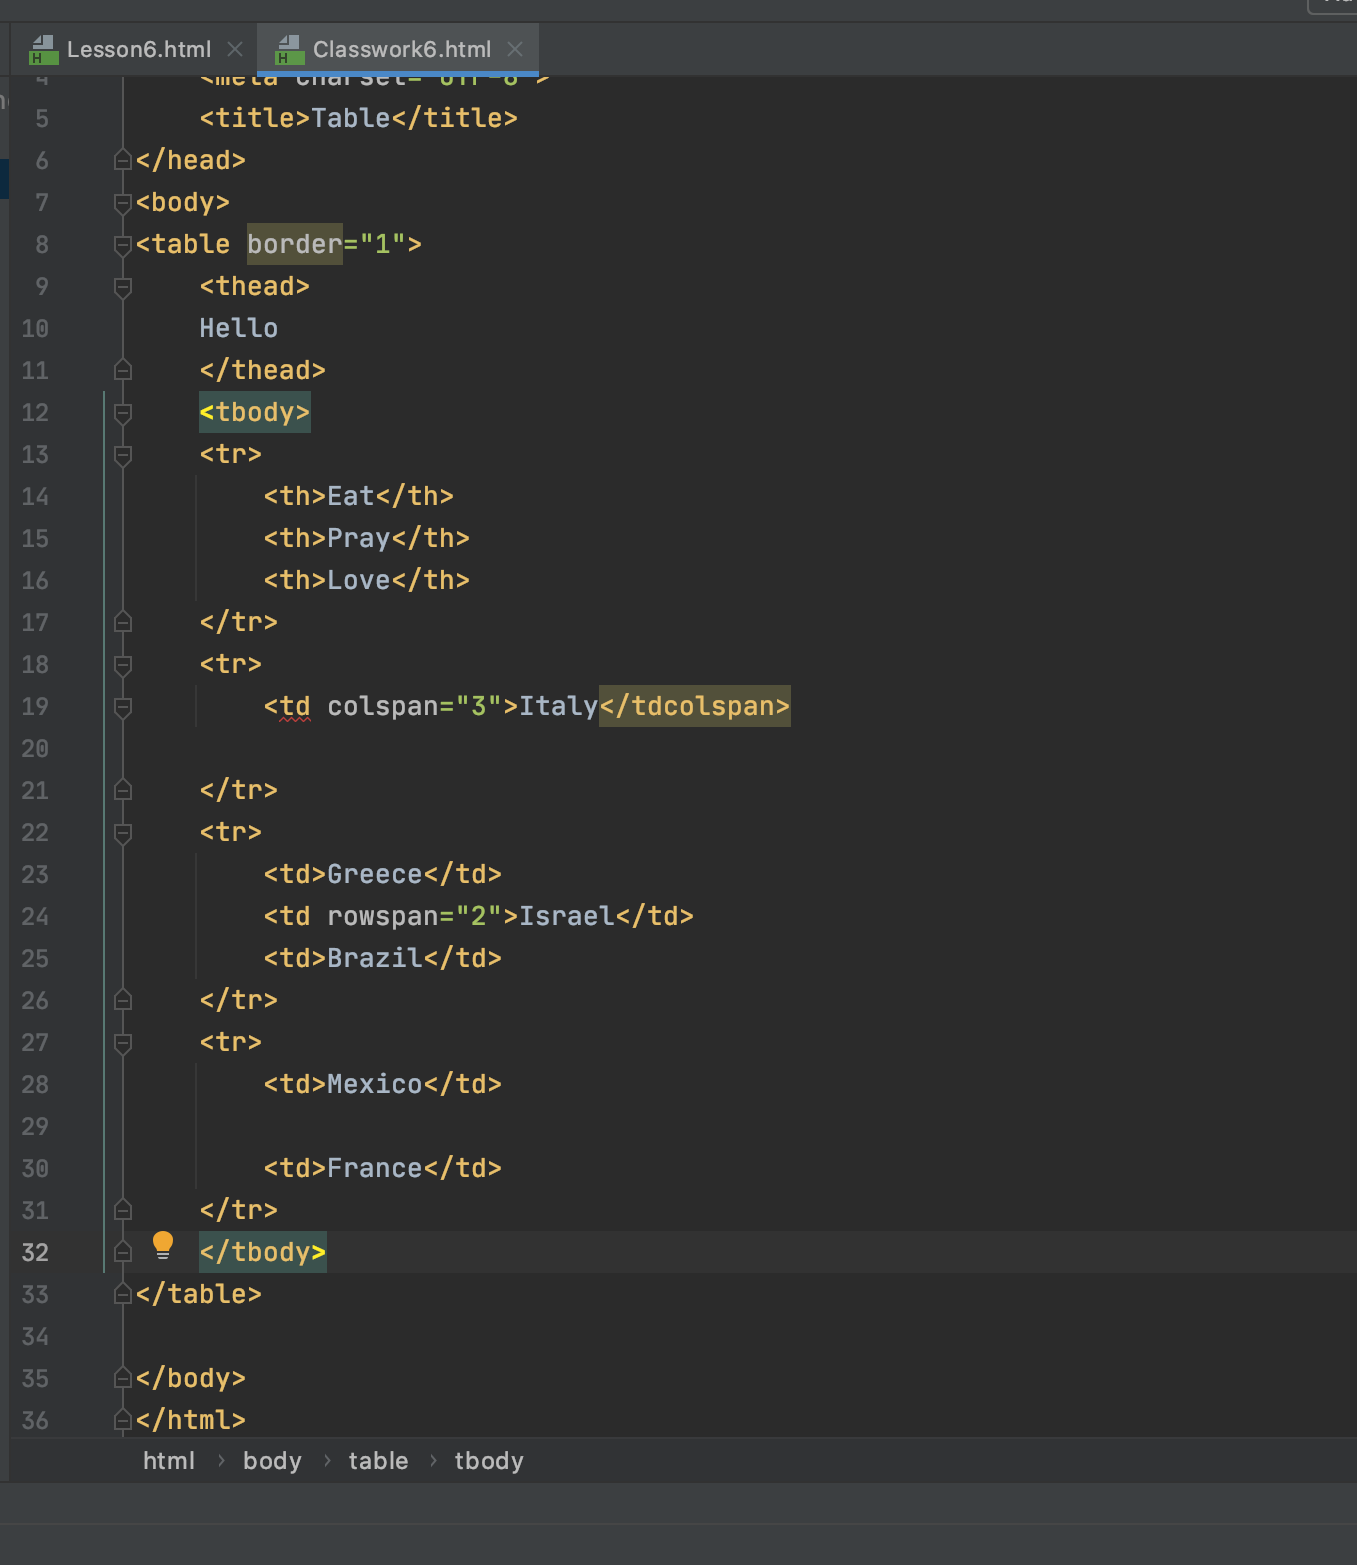 Lesson6.html
Classwork6.html
4 <meta charset="UTF-8">
5 <title>Table</title>
6 </head>
7 <body>
8 <table border="1">
9 <thead>
10 Hello
11 </thead>
12 <tbody>
13 <tr>
14 <th>Eat</th>
15 <th>Pray</th>
16 <th>Love</th>
17 </tr>
18 <tr>
19 <td colspan="3">Italy</tdcolspan>
20
21 </tr>
22 <tr>
23 <td>Greece</td>
24 <td rowspan="2">Israel</td>
25 <td>Brazil</td>
26 </tr>
27 <tr>
28 <td>Mexico</td>
29
30 <td>France</td>
31 </tr>
32 </tbody>
33 </table>
34
35 </body>
36 </html>
html › body › table › tbody